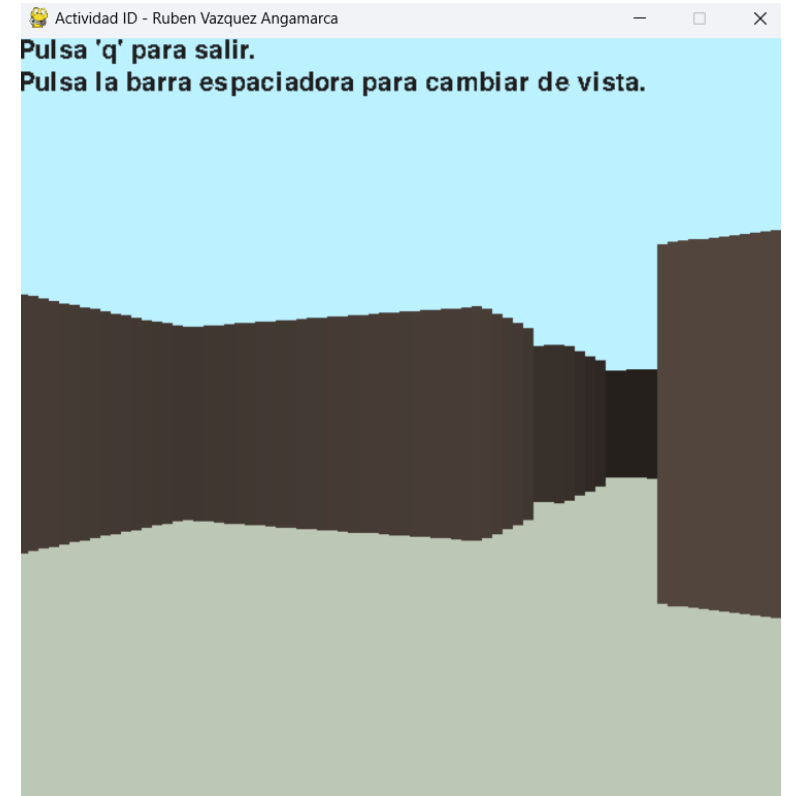 Actividad ID - Ruben Vazquez Angamarca
Pulsa 'q' para salir.
Pulsa la barra espaciadora para cambiar de vista.